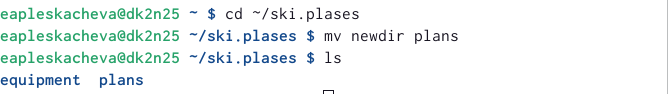 eapleskacheva@dk2n25 ~ $ cd ~/ski.plases
eapleskacheva@dk2n25 ~/ski.plases $ mv newdir plans
eapleskacheva@dk2n25 ~/ski.plases $ ls
equipment  plans